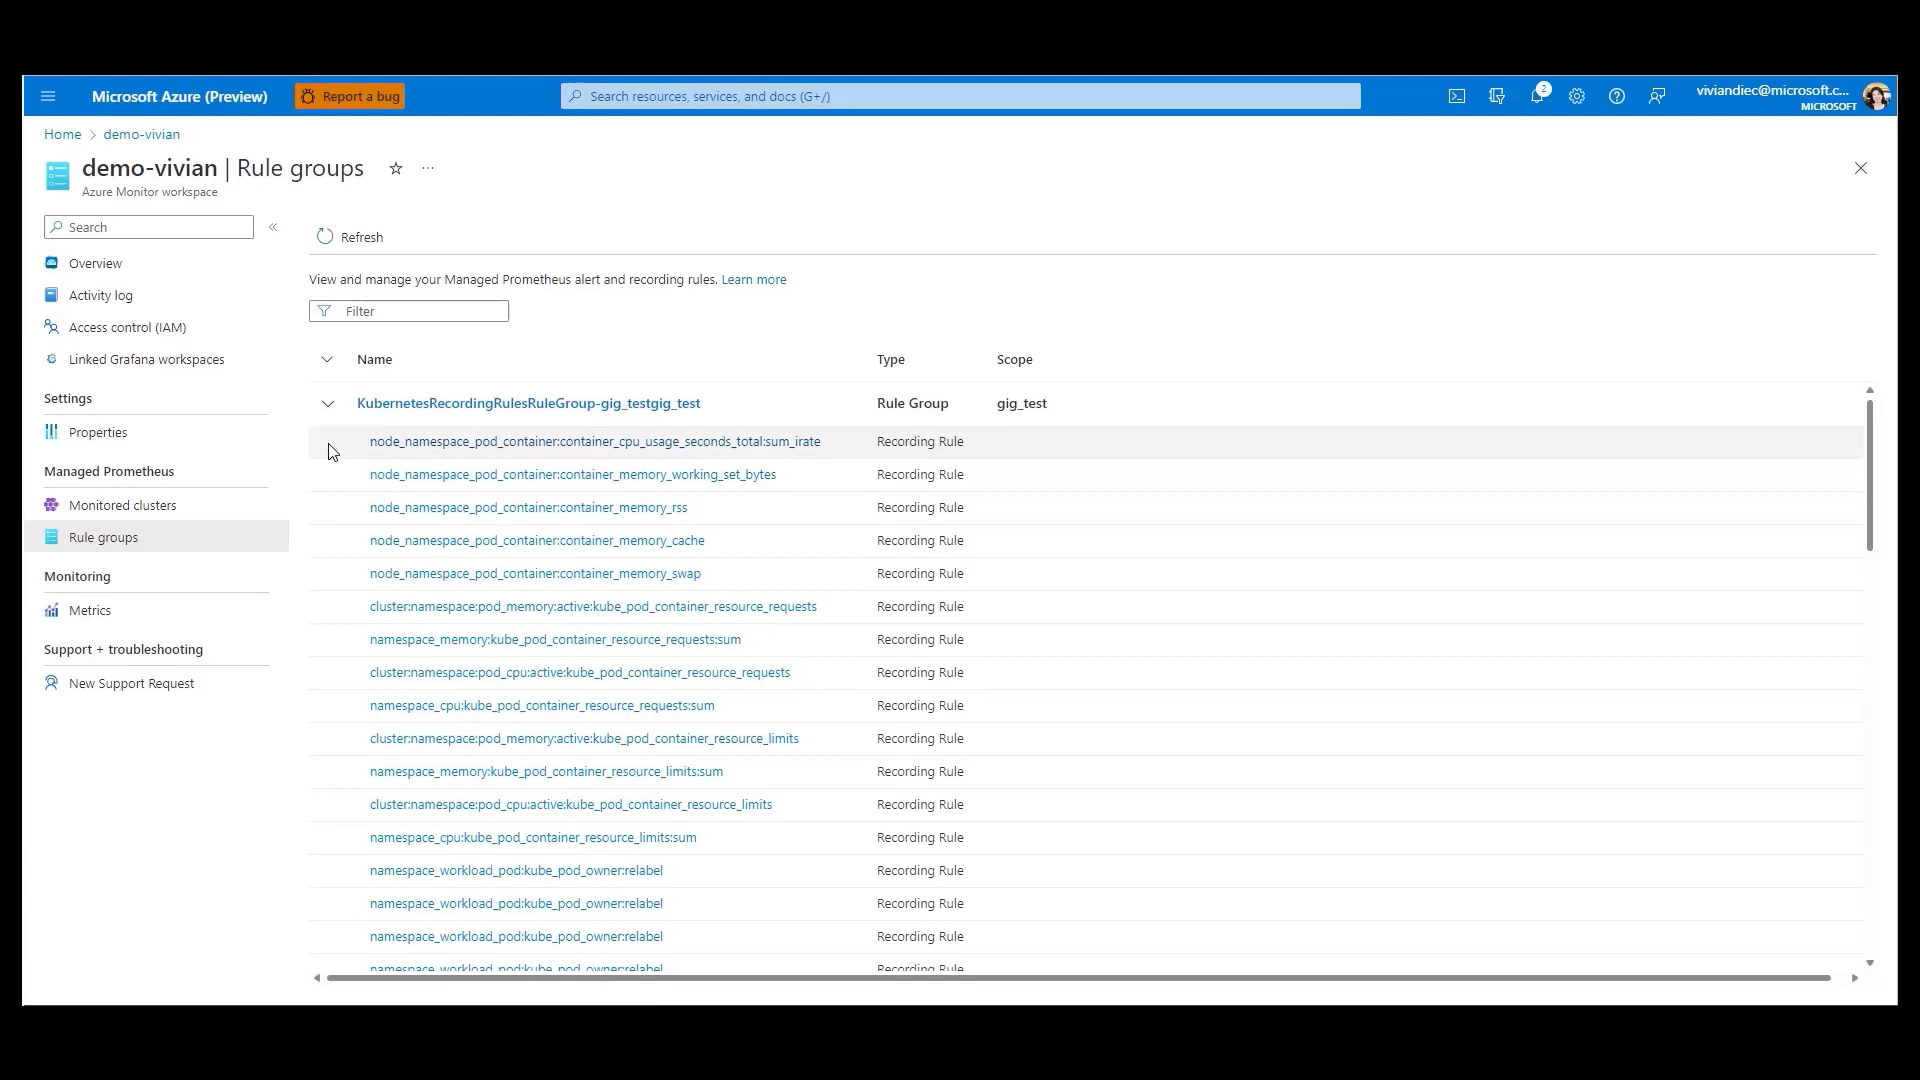 Microsoft Azure (Preview)
Report a bug
Search resources, services, and docs (G+/)
2
viviandiec@microsoft.c...
MICROSOFT
Home > demo-vivian
demo-vivian | Rule groups
Azure Monitor workspace
Search
«
Overview
Activity log
Access control (IAM)
Linked Grafana workspaces
Settings
Properties
Managed Prometheus
Monitored clusters
Rule groups
Monitoring
Metrics
Support + troubleshooting
New Support Request
Refresh
View and manage your Managed Prometheus alert and recording rules. Learn more
Filter
Name Type Scope
KubernetesRecordingRulesRuleGroup-gig_testgig_test Rule Group gig_test
node_namespace_pod_container:container_cpu_usage_seconds_total:sum_irate Recording Rule
node_namespace_pod_container:container_memory_working_set_bytes Recording Rule
node_namespace_pod_container:container_memory_rss Recording Rule
node_namespace_pod_container:container_memory_cache Recording Rule
node_namespace_pod_container:container_memory_swap Recording Rule
cluster:namespace:pod_memory:active:kube_pod_container_resource_requests Recording Rule
namespace_memory:kube_pod_container_resource_requests:sum Recording Rule
cluster:namespace:pod_cpu:active:kube_pod_container_resource_requests Recording Rule
namespace_cpu:kube_pod_container_resource_requests:sum Recording Rule
cluster:namespace:pod_memory:active:kube_pod_container_resource_limits Recording Rule
namespace_memory:kube_pod_container_resource_limits:sum Recording Rule
cluster:namespace:pod_cpu:active:kube_pod_container_resource_limits Recording Rule
namespace_cpu:kube_pod_container_resource_limits:sum Recording Rule
namespace_workload_pod:kube_pod_owner:relabel Recording Rule
namespace_workload_pod:kube_pod_owner:relabel Recording Rule
namespace_workload_pod:kube_pod_owner:relabel Recording Rule
namespace_workload_pod:kube_pod_owner:relabel Recording Rule